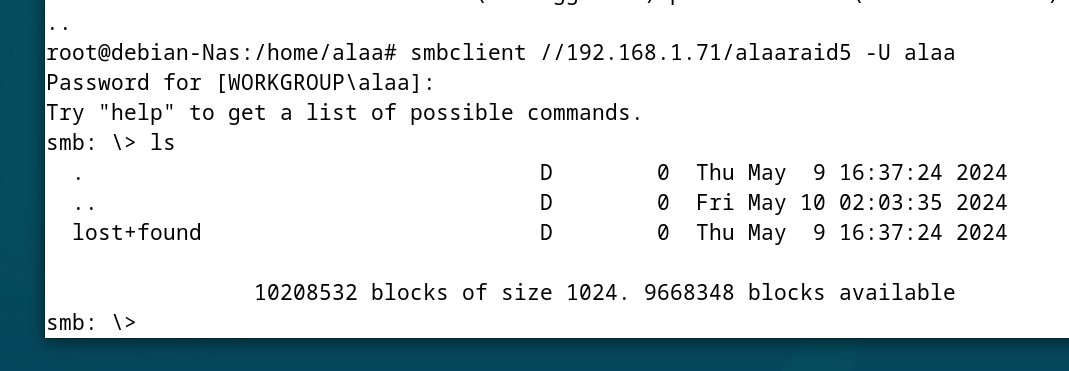 ..
root@debian-Nas:/home/alaa# smbclient //192.168.1.71/alaaraid5 -U alaa
Password for [WORKGROUP\alaa]:
Try "help" to get a list of possible commands.
smb: \> ls
  .                                   D        0  Thu May  9 16:37:24 2024
  ..                                  D        0  Fri May 10 02:03:35 2024
  lost+found                          D        0  Thu May  9 16:37:24 2024

                10208532 blocks of size 1024. 9668348 blocks available
smb: \>